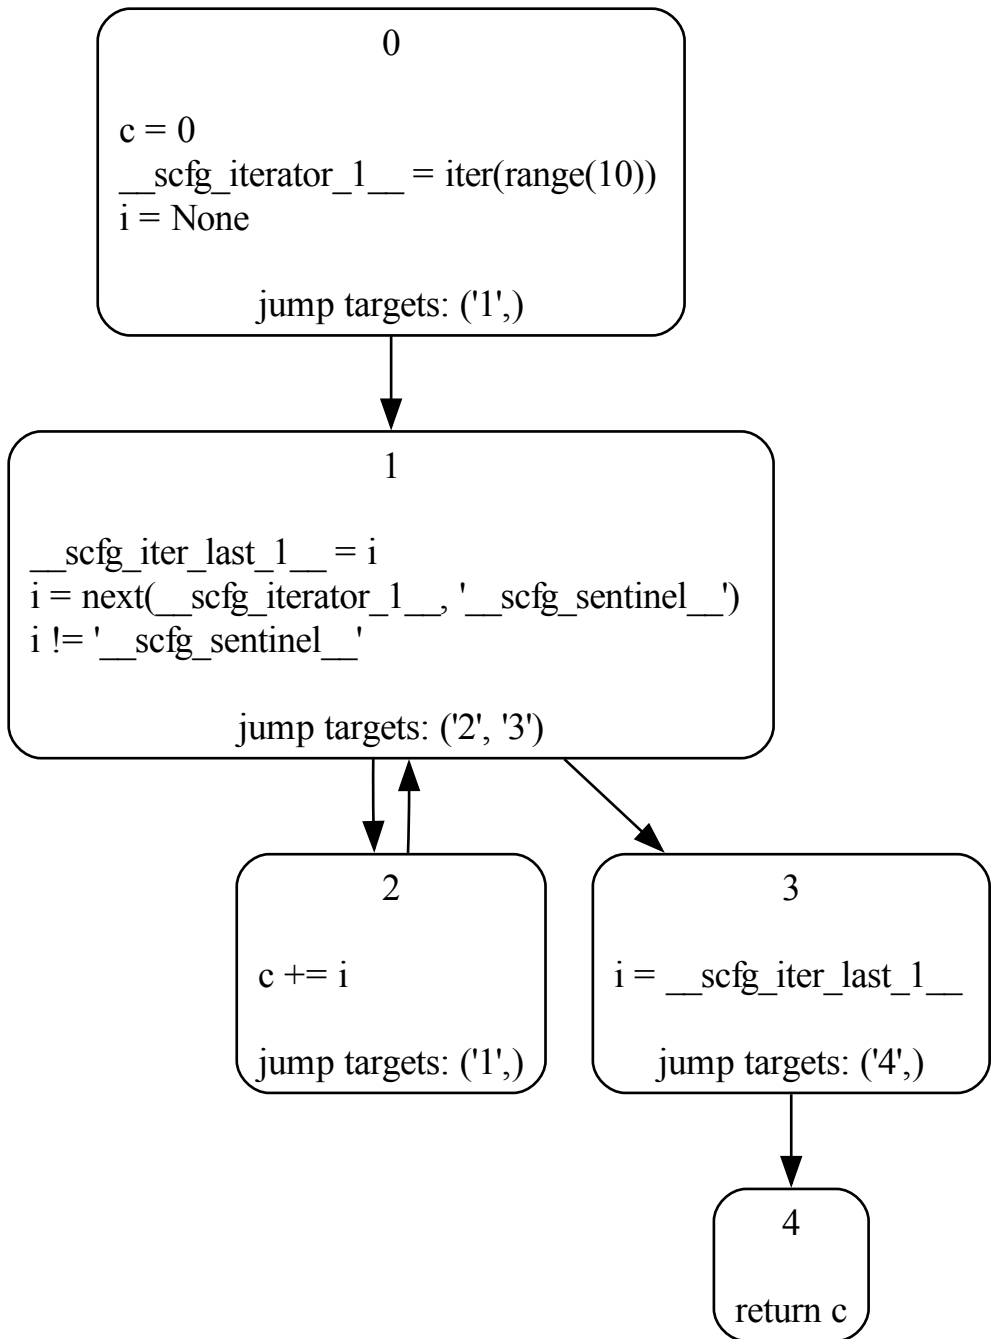 0
c = 0
__scfg_iterator_1__ = iter(range(10))
i = None
jump targets: ('1',)
1
__scfg_iter_last_1__ = i
i = next(__scfg_iterator_1__, '__scfg_sentinel__')
i != '__scfg_sentinel__'
jump targets: ('2', '3')
2
c += i
jump targets: ('1',)
3
i = __scfg_iter_last_1__
jump targets: ('4',)
4
return c